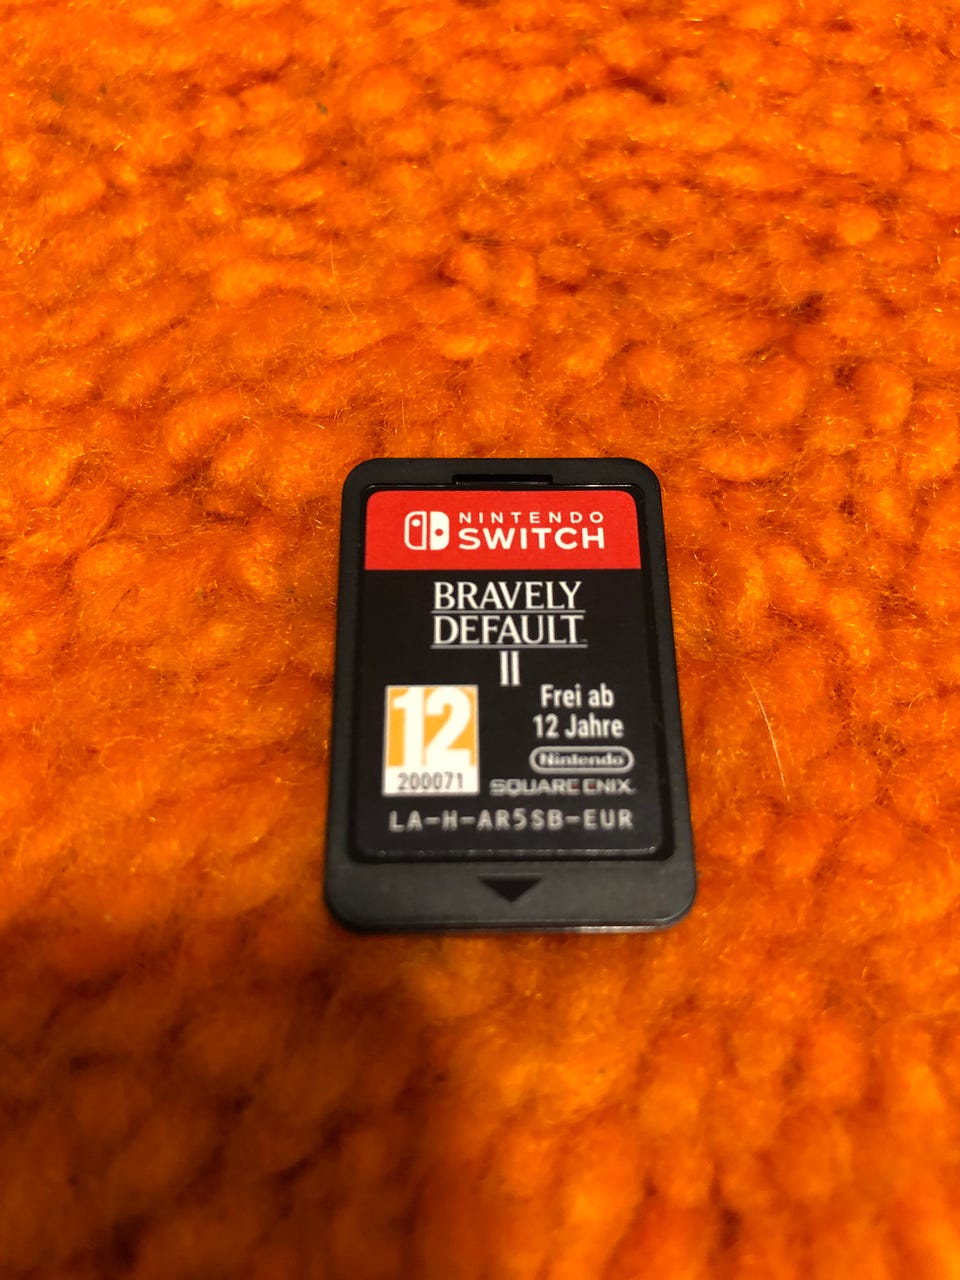 NINTENDO
SWITCH
BRAVELY
DEFAULT
II
12
200071
Frei ab
12 Jahre
Nintendo
SQUARE ENIX
LA-H-AR5SB-EUR